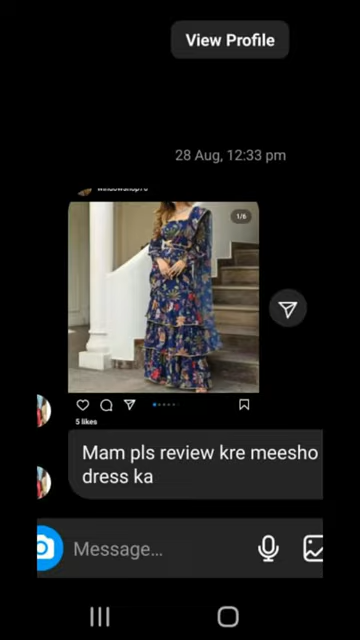 View Profile
28 Aug, 12:33 pm
1/6
5 likes
Mam pls review kre meesho
dress ka
Message...